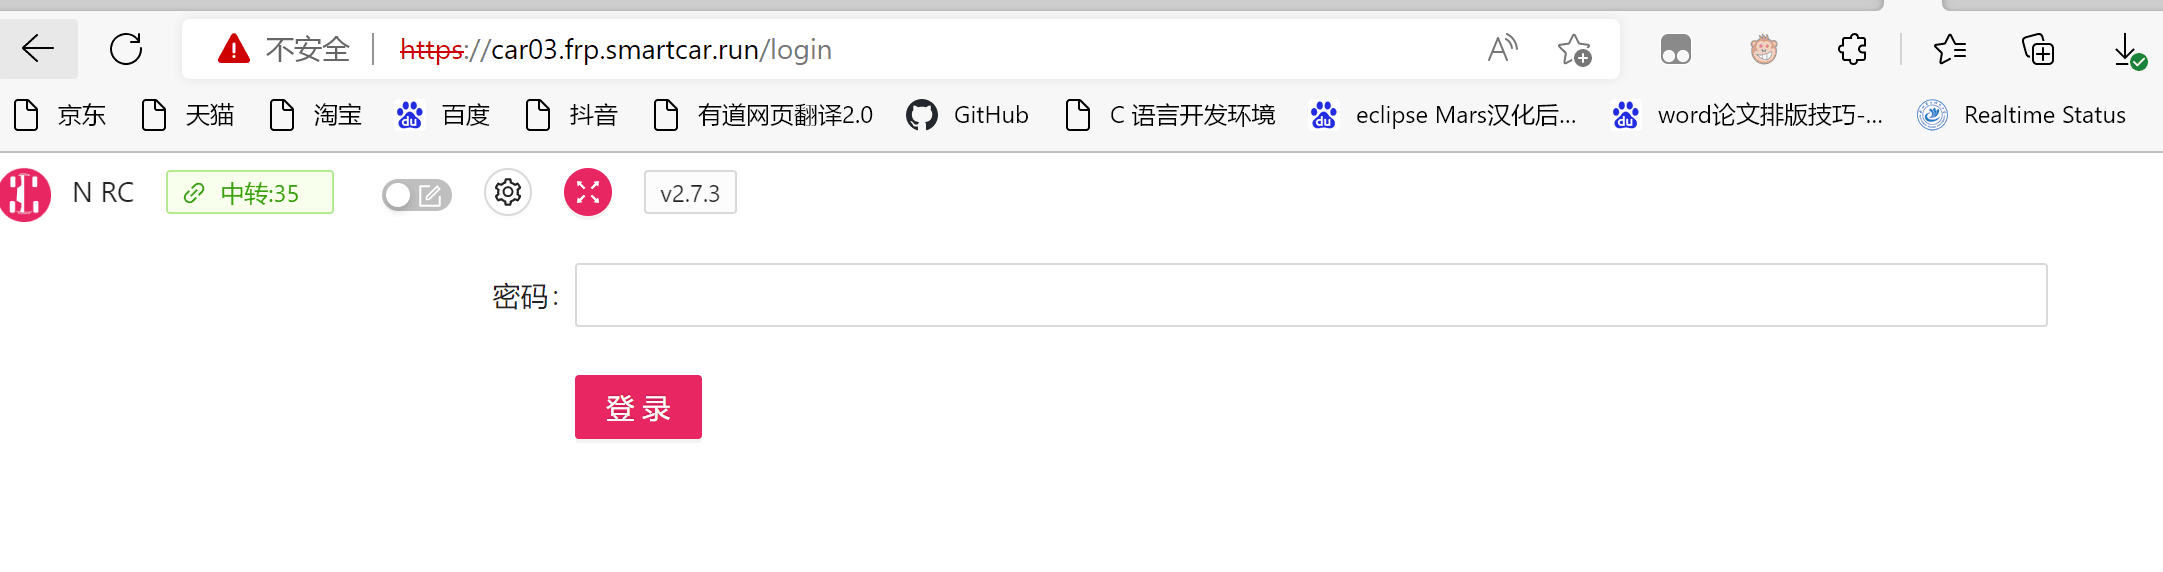 不安全 https://car03.frp.smartcar.run/login
京东 天猫 淘宝 百度 抖音 有道网页翻译2.0 GitHub C 语言开发环境 eclipse Mars汉化后... word论文排版技巧-... Realtime Status
N RC 中转:35 v2.7.3
密码:
登 录